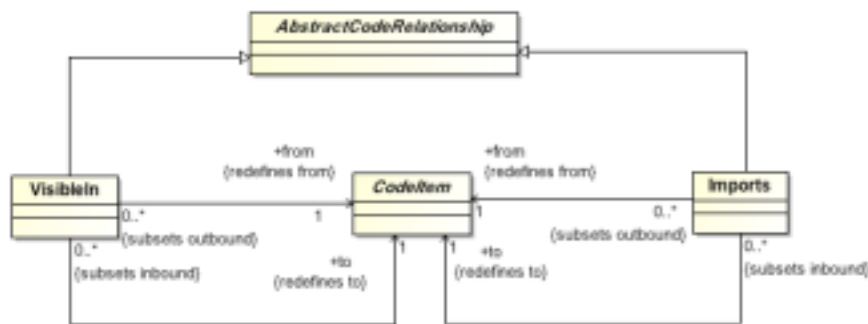 AbstractCodeRelationship
+from
{redefines from}
+from
{redefines from}
VisibleIn
CodeItem
Imports
0..*
1
1
0..*
{subsets outbound}
{subsets outbound}
0..*
{subsets inbound}
+to
1
{redefines to}
1
+to
{redefines to}
0..*
{subsets inbound}